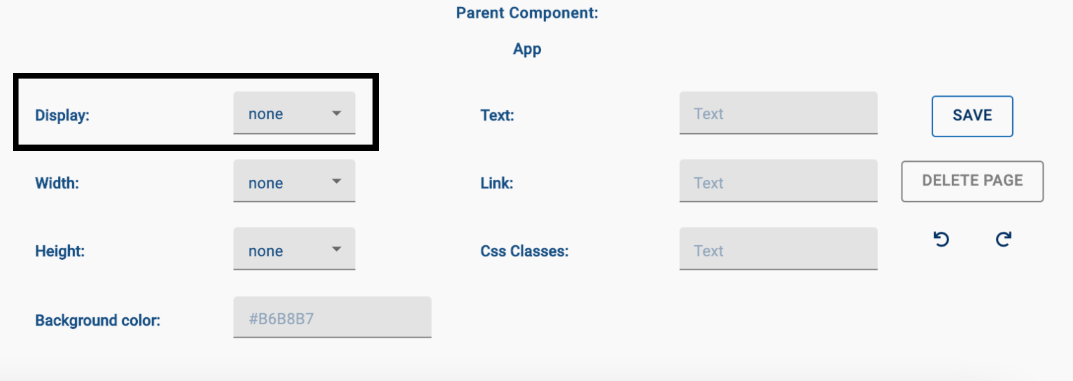 Parent Component:
App
Display: none Text: Text SAVE
Width: none Link: Text DELETE PAGE
Height: none Css Classes: Text
Background color: #B6B8B7